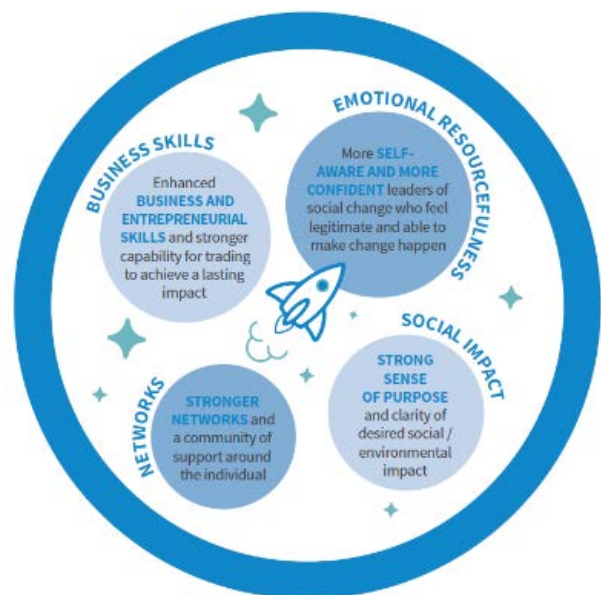 BUSINESS SKILLS
Enhanced
BUSINESS AND
ENTREPRENEURIAL
SKILLS and stronger
capability for trading
to achieve a lasting
impact
EMOTIONAL RESOURCEFULNESS
More SELF-
AWARE AND MORE
CONFIDENT leaders of
social change who feel
legitimate and able to
make change happen
NETWORKS
STRONGER
NETWORKS and
a community of
support around
the individual
SOCIAL IMPACT
STRONG
SENSE
OF PURPOSE
and clarity of
desired social /
environmental
impact